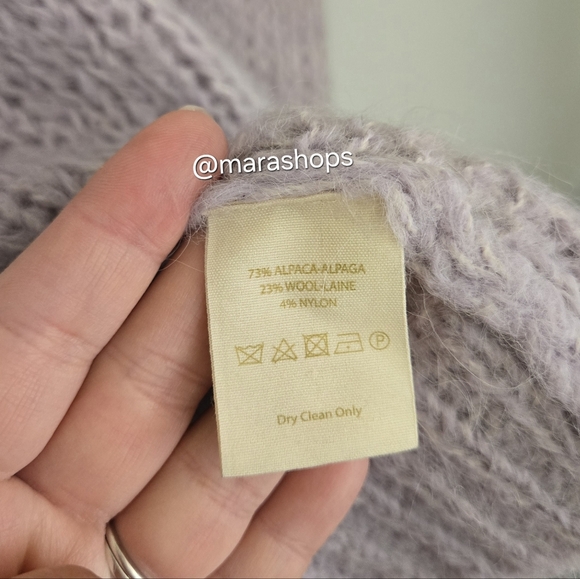 @marashops
73% ALPACA-ALPAGA
23% WOOL-LAINE
4% NYLON
P
Dry Clean Only